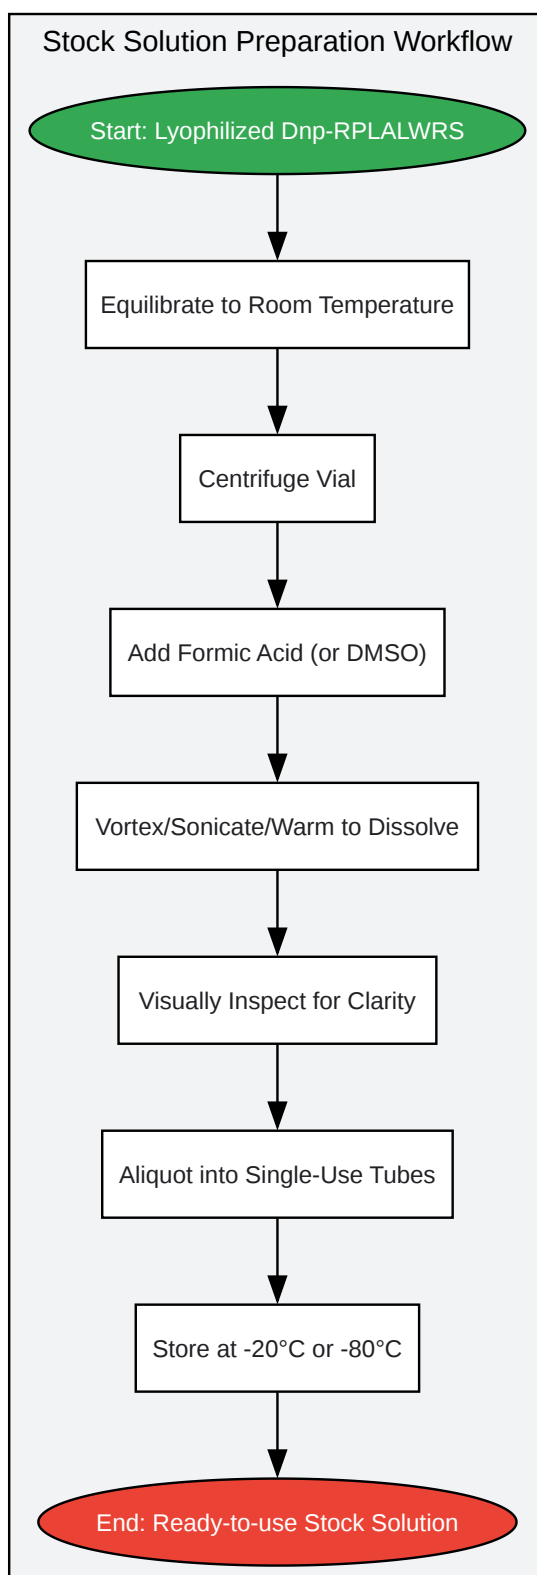 Stock Solution Preparation Workflow
Start: Lyophilized Dnp-RPLALWRS
Equilibrate to Room Temperature
Centrifuge Vial
Add Formic Acid (or DMSO)
Vortex/Sonicate/Warm to Dissolve
Visually Inspect for Clarity
Aliquot into Single-Use Tubes
Store at -20°C or -80°C
End: Ready-to-use Stock Solution